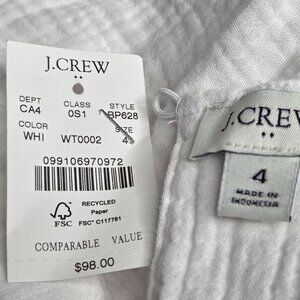 J.CREW
DEPT CLASS STYLE
CA4 0S1 BP628
COLOR SIZE
WHI WT0002 4
099106970972
RECYCLED
Paper
FSC FSC® C117781
COMPARABLE VALUE
$98.00
J.CREW
4
MADE IN
INDONESIA